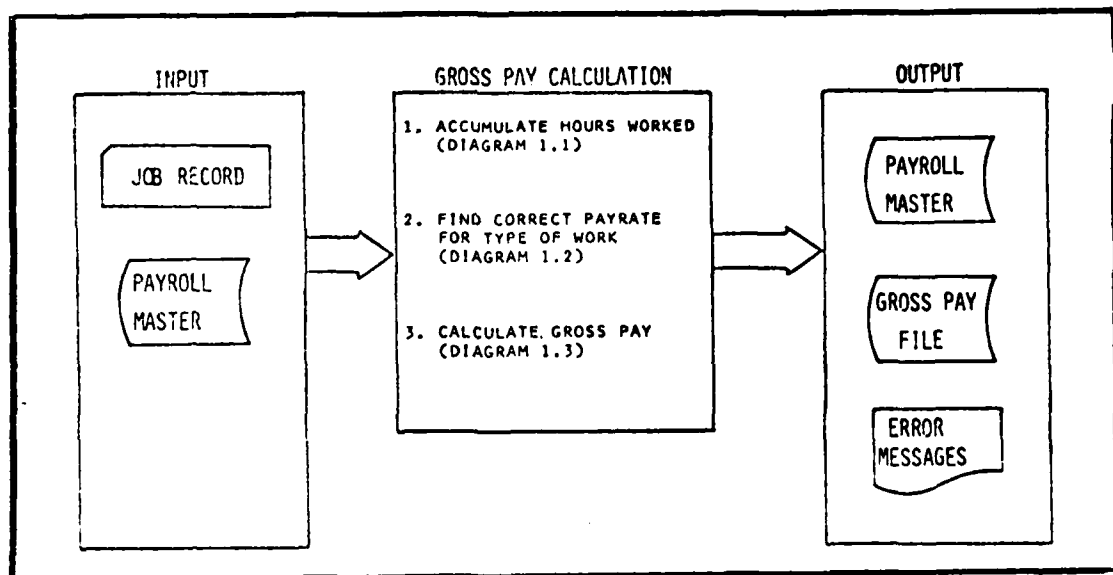 INPUT
JOB RECORD
PAYROLL
MASTER
GROSS PAY CALCULATION
1. ACCUMULATE HOURS WORKED
(DIAGRAM 1.1)
2. FIND CORRECT PAYRATE
FOR TYPE OF WORK
(DIAGRAM 1.2)
3. CALCULATE GROSS PAY
(DIAGRAM 1.3)
OUTPUT
PAYROLL
MASTER
GROSS PAY
FILE
ERROR
MESSAGES